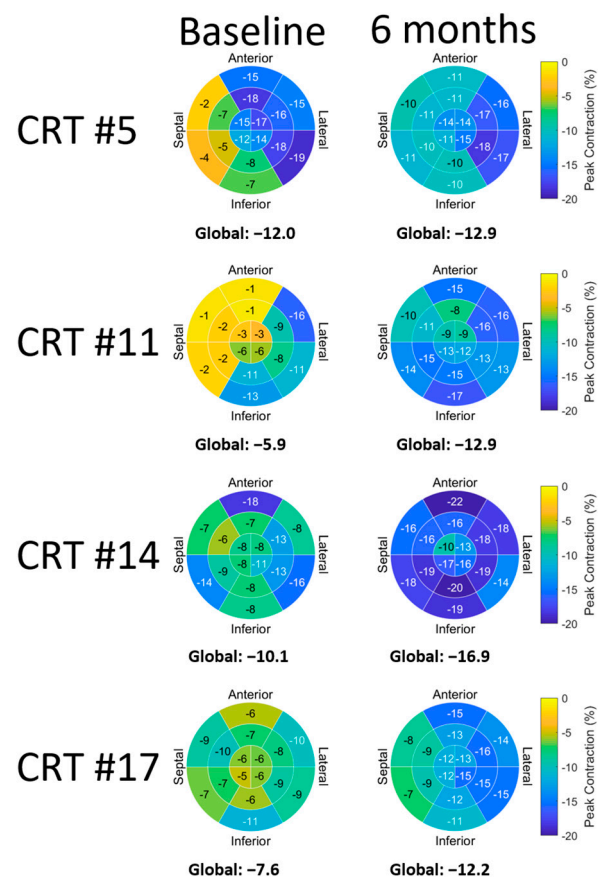 Baseline 6 months
CRT #5
Anterior Anterior
-15 -11
-2 -18 -15 -10 -11 -16
-7 -16 -11 -17
-15 -17 -14 -14
Septal Lateral
-12 -14 -11 -15
-5 -18 -11 -18
-4 -8 -19 -11 -10 -17
-7 -10
Inferior Inferior
Global: −12.0 Global: −12.9
0
-5
-10
-15
-20
Peak Contraction (%)
CRT #11
Anterior Anterior
-1 -15
-1 -1 -16 -10 -8 -16
-2 -9 -11 -16
-3 -3 -9 -9
Septal Lateral
-6 -6 -13 -12
-2 -8 -15 -13
-2 -11 -11 -14 -15 -13
-13 -17
Inferior Inferior
Global: −5.9 Global: −12.9
0
-5
-10
-15
-20
Peak Contraction (%)
CRT #14
Anterior Anterior
-18 -22
-7 -7 -8 -16 -16 -18
-6 -13 -16 -18
-8 -8 -10 -13
Septal Lateral
-8 -11 -17 -16
-9 -13 -19 -19
-14 -8 -16 -18 -20 -14
-8 -19
Inferior Inferior
Global: −10.1 Global: −16.9
0
-5
-10
-15
-20
Peak Contraction (%)
CRT #17
Anterior Anterior
-6 -15
-9 -7 -10 -8 -13 -14
-10 -8 -9 -16
-6 -6 -12 -13
Septal Lateral
-5 -6 -12 -15
-7 -9 -9 -15
-7 -6 -9 -7 -12 -15
-11 -11
Inferior Inferior
Global: −7.6 Global: −12.2
0
-5
-10
-15
-20
Peak Contraction (%)